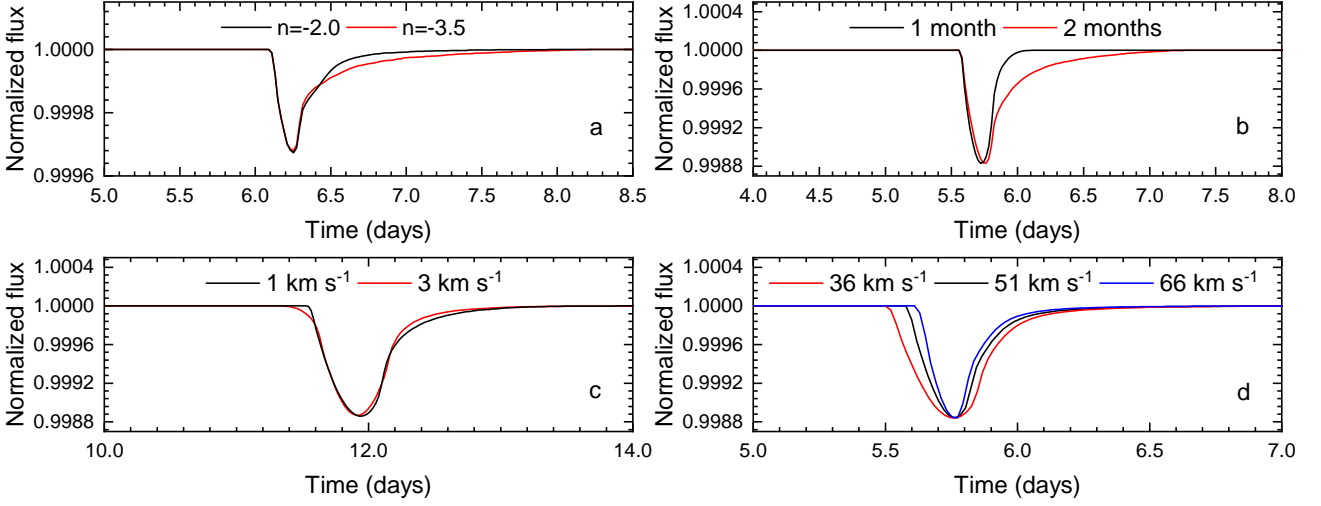 n=-2.0 n=-3.5
1.0000
0.9998
0.9996
Normalized flux
a
5.0 5.5 6.0 6.5 7.0 7.5 8.0 8.5
Time (days)
1 month 2 months
1.0004
1.0000
0.9996
0.9992
0.9988
Normalized flux
b
4.0 4.5 5.0 5.5 6.0 6.5 7.0 7.5 8.0
Time (days)
1 km s⁻¹ 3 km s⁻¹
1.0004
1.0000
0.9996
0.9992
0.9988
Normalized flux
c
10.0 12.0 14.0
Time (days)
36 km s⁻¹ 51 km s⁻¹ 66 km s⁻¹
1.0004
1.0000
0.9996
0.9992
0.9988
Normalized flux
d
5.0 5.5 6.0 6.5 7.0
Time (days)